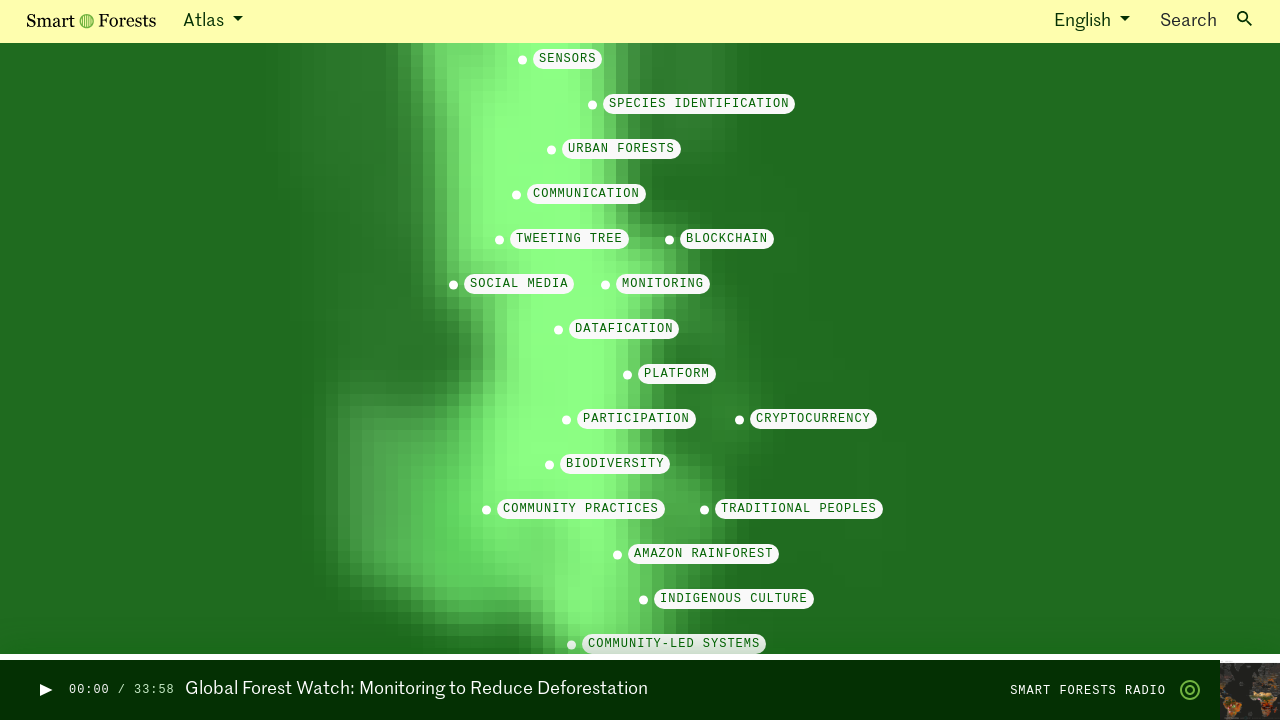 Smart Forests Atlas English Search
SENSORS
SPECIES IDENTIFICATION
URBAN FORESTS
COMMUNICATION
TWEETING TREE BLOCKCHAIN
SOCIAL MEDIA MONITORING
DATAFICATION
PLATFORM
PARTICIPATION CRYPTOCURRENCY
BIODIVERSITY
COMMUNITY PRACTICES TRADITIONAL PEOPLES
AMAZON RAINFOREST
INDIGENOUS CULTURE
COMMUNITY-LED SYSTEMS
00:00 / 33:58 Global Forest Watch: Monitoring to Reduce Deforestation SMART FORESTS RADIO